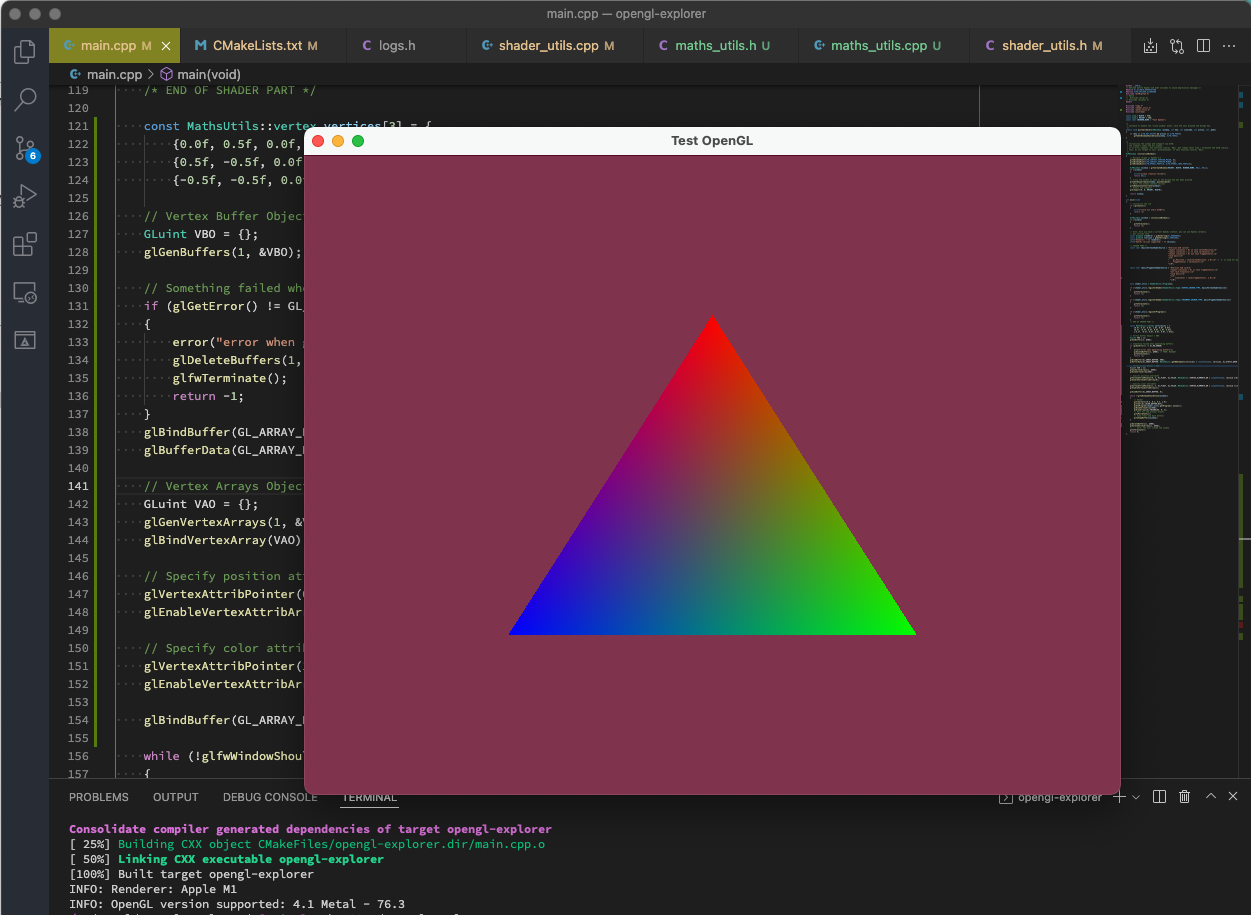 main.cpp — opengl-explorer
main.cpp M CMakeLists.txt M logs.h shader_utils.cpp M maths_utils.h U maths_utils.cpp U shader_utils.h M
main.cpp > main(void)
119 /* END OF SHADER PART */
120
121 const MathsUtils::vertex vertices[3] = {
122 {0.0f, 0.5f, 0.0f,
123 {0.5f, -0.5f, 0.0f
124 {-0.5f, -0.5f, 0.0
125
126 // Vertex Buffer Objec
127 GLuint VBO = {};
128 glGenBuffers(1, &VBO);
129
130 // Something failed wh
131 if (glGetError() != GL_
132 {
133 error("error when
134 glDeleteBuffers(1,
135 glfwTerminate();
136 return -1;
137 }
138 glBindBuffer(GL_ARRAY_
139 glBufferData(GL_ARRAY_
140
141 // Vertex Arrays Objec
142 GLuint VAO = {};
143 glGenVertexArrays(1, &
144 glBindVertexArray(VAO)
145
146 // Specify position at
147 glVertexAttribPointer(
148 glEnableVertexAttribAr
149
150 // Specify color attri
151 glVertexAttribPointer(
152 glEnableVertexAttribAr
153
154 glBindBuffer(GL_ARRAY_
155
156 while (!glfwWindowShou
157 {
Test OpenGL
6
PROBLEMS OUTPUT DEBUG CONSOLE TERMINAL opengl-explorer
Consolidate compiler generated dependencies of target opengl-explorer
[ 25%] Building CXX object CMakeFiles/opengl-explorer.dir/main.cpp.o
[ 50%] Linking CXX executable opengl-explorer
[100%] Built target opengl-explorer
INFO: Renderer: Apple M1
INFO: OpenGL version supported: 4.1 Metal - 76.3